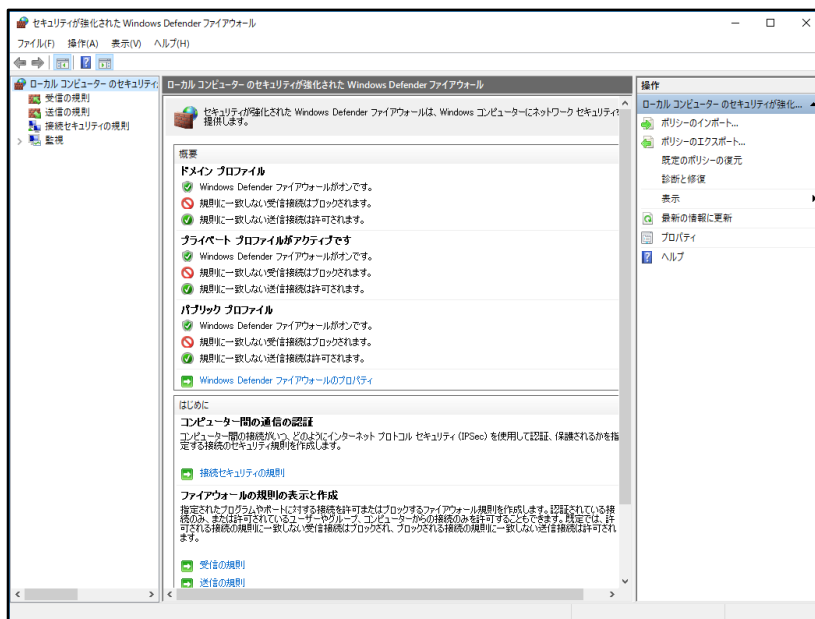 セキュリティが強化された Windows Defender ファイアウォール
ファイル(F) 操作(A) 表示(V) ヘルプ(H)
ローカル コンピューター のセキュリティ
受信の規則
送信の規則
接続セキュリティの規則
監視
ローカル コンピューター のセキュリティが強化された Windows Defender ファイアウォール
セキュリティが強化された Windows Defender ファイアウォールは、Windows コンピューターにネットワーク セキュリティを
提供します。
概要
ドメイン プロファイル
Windows Defender ファイアウォールがオンです。
規則に一致しない受信接続はブロックされます。
規則に一致しない送信接続は許可されます。
プライベート プロファイルがアクティブです
Windows Defender ファイアウォールがオンです。
規則に一致しない受信接続はブロックされます。
規則に一致しない送信接続は許可されます。
パブリック プロファイル
Windows Defender ファイアウォールがオンです。
規則に一致しない受信接続はブロックされます。
規則に一致しない送信接続は許可されます。
Windows Defender ファイアウォールのプロパティ
はじめに
コンピューター間の通信の認証
コンピューター間の接続がいつ、どのようにインターネット プロトコル セキュリティ (IPSec) を使用して認証、保護されるかを指
定する接続のセキュリティ規則を作成します。
接続セキュリティの規則
ファイアウォールの規則の表示と作成
指定されたプログラムやポートに対する接続を許可またはブロックするファイアウォール規則を作成します。認証されている接
続のみ、または許可されているユーザーやグループ、コンピューターからの接続のみを許可することもできます。既定では、許
可される接続の規則に一致しない受信接続はブロックされ、ブロックされる接続の規則に一致しない送信接続は許可され
ます。
受信の規則
送信の規則
操作
ローカル コンピューター のセキュリティが強化...
ポリシーのインポート...
ポリシーのエクスポート...
既定のポリシーの復元
診断と修復
表示
最新の情報に更新
プロパティ
ヘルプ